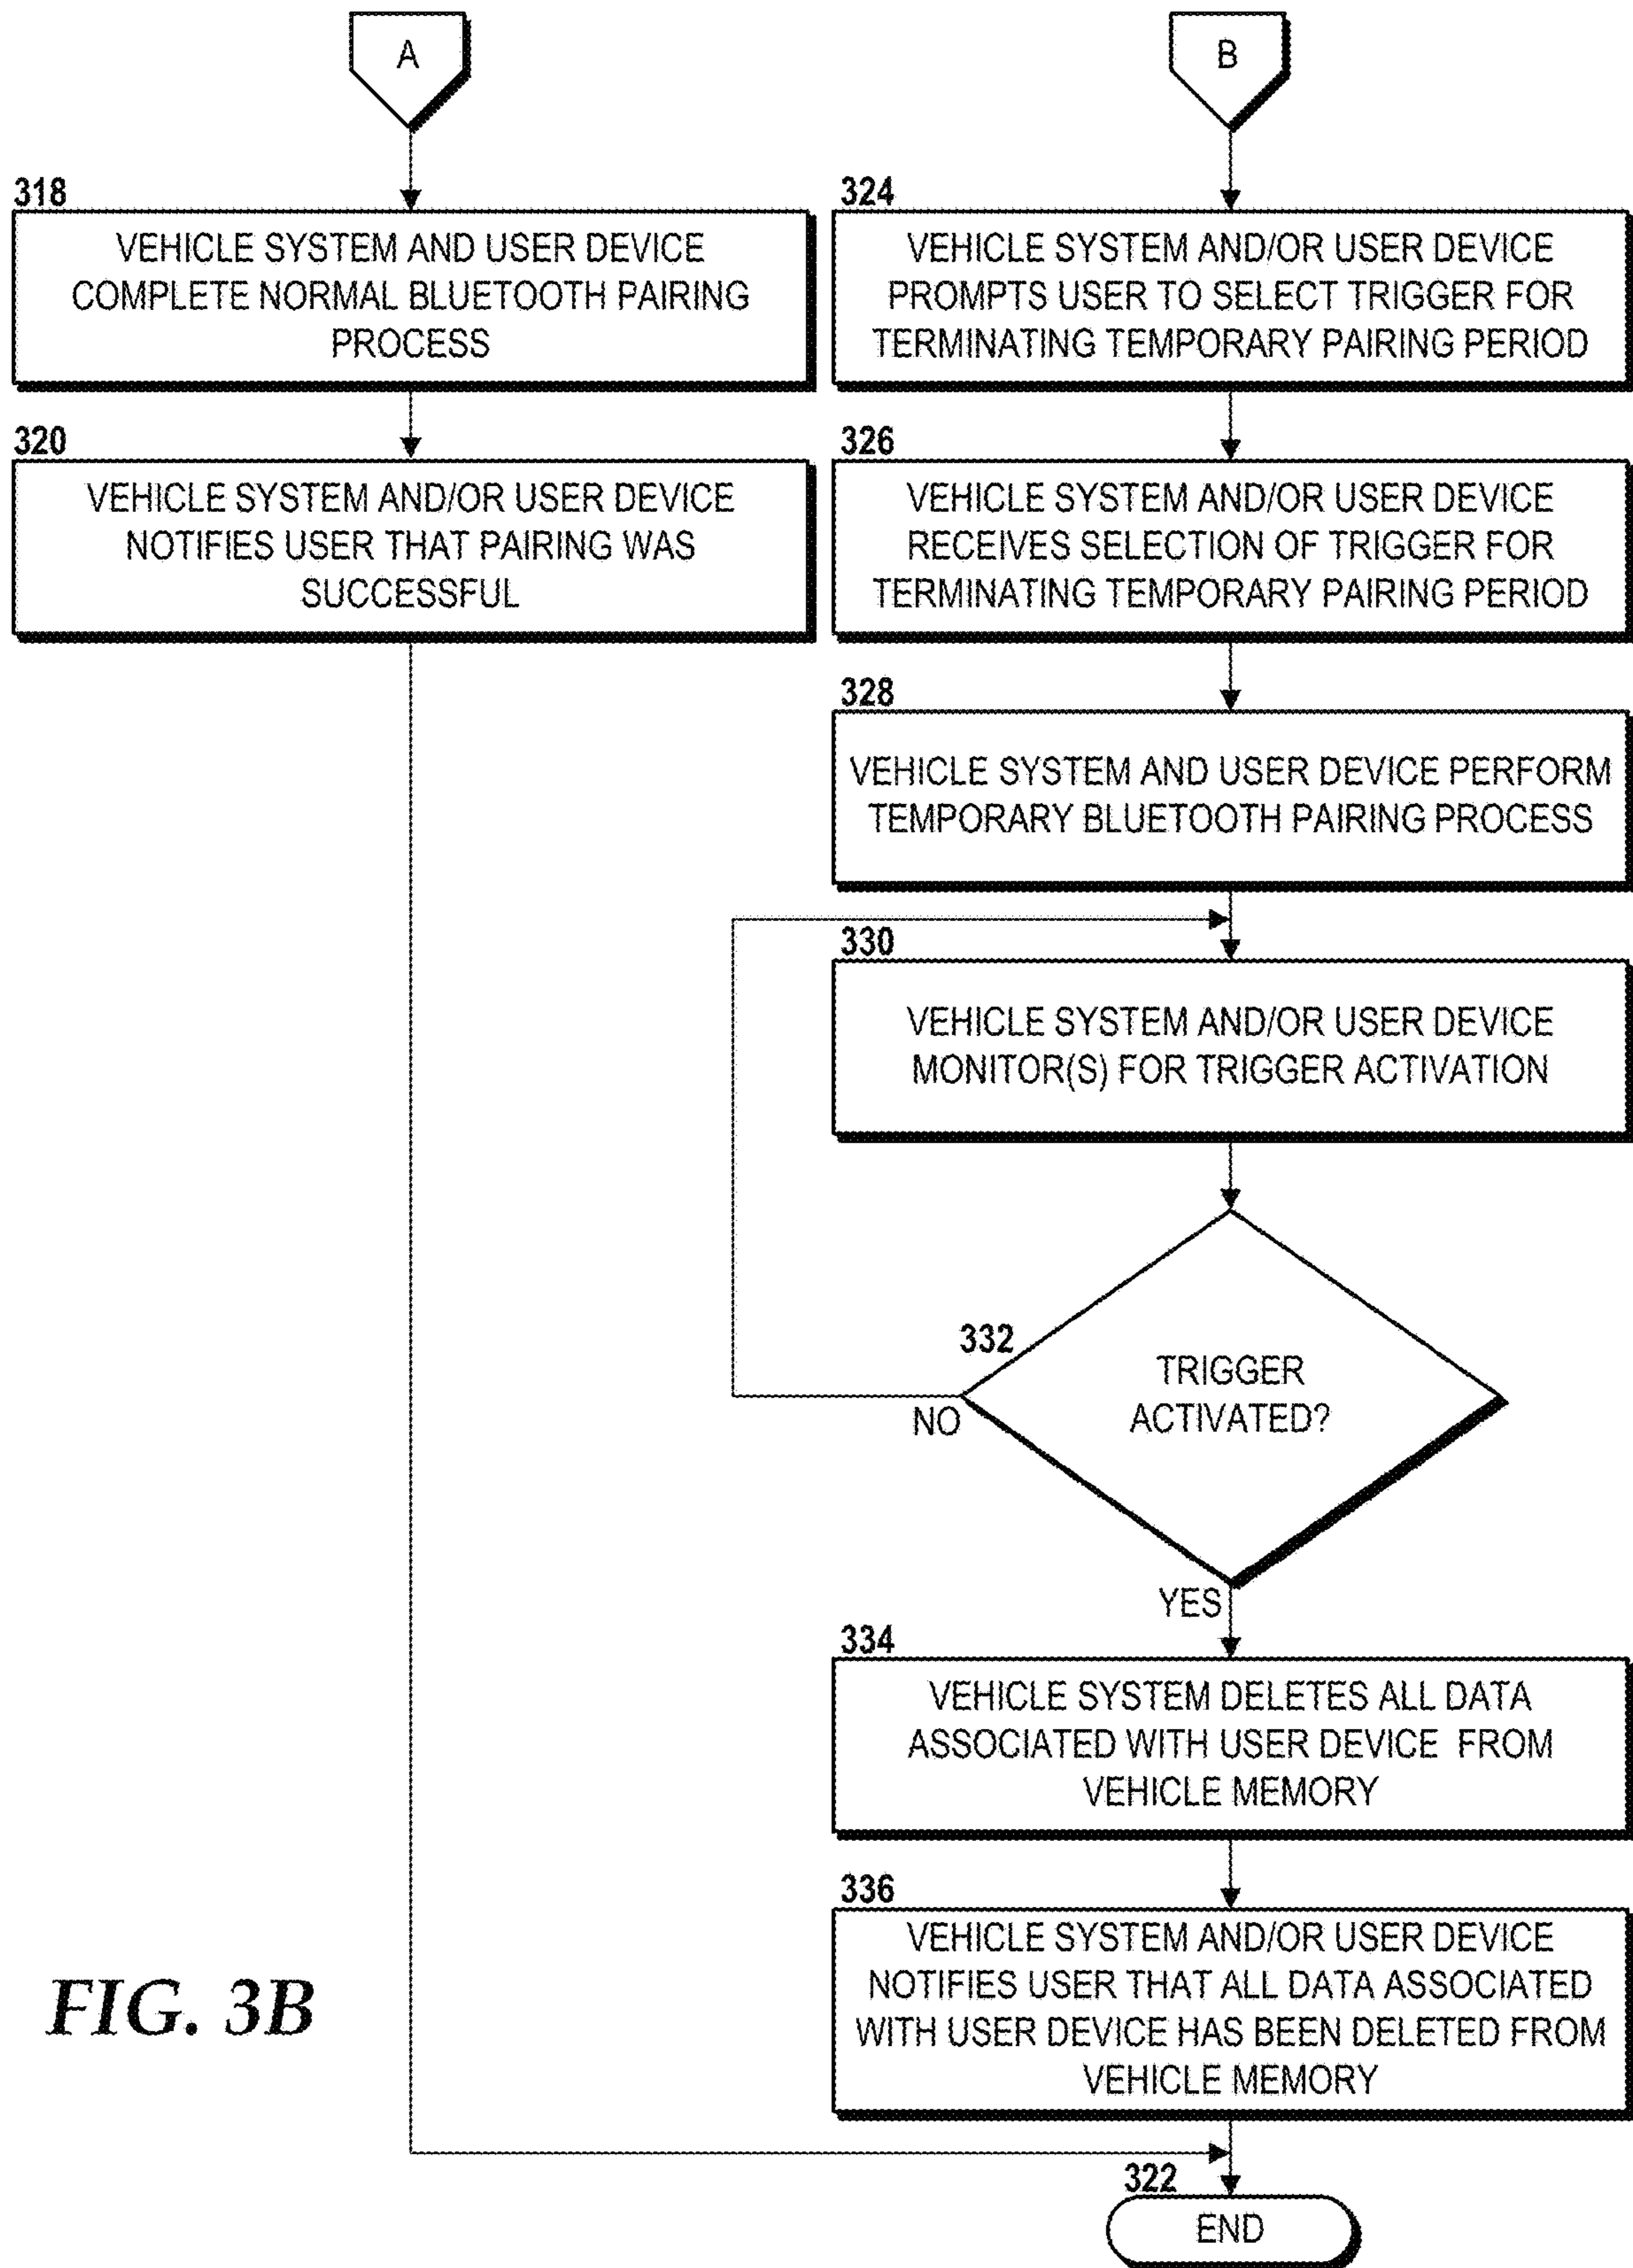 A
318
VEHICLE SYSTEM AND USER DEVICE
COMPLETE NORMAL BLUETOOTH PAIRING
PROCESS
320
VEHICLE SYSTEM AND/OR USER DEVICE
NOTIFIES USER THAT PAIRING WAS
SUCCESSFUL
B
324
VEHICLE SYSTEM AND/OR USER DEVICE
PROMPTS USER TO SELECT TRIGGER FOR
TERMINATING TEMPORARY PAIRING PERIOD
326
VEHICLE SYSTEM AND/OR USER DEVICE
RECEIVES SELECTION OF TRIGGER FOR
TERMINATING TEMPORARY PAIRING PERIOD
328
VEHICLE SYSTEM AND USER DEVICE PERFORM
TEMPORARY BLUETOOTH PAIRING PROCESS
330
VEHICLE SYSTEM AND/OR USER DEVICE
MONITOR(S) FOR TRIGGER ACTIVATION
332
TRIGGER
ACTIVATED?
NO
YES
334
VEHICLE SYSTEM DELETES ALL DATA
ASSOCIATED WITH USER DEVICE FROM
VEHICLE MEMORY
336
VEHICLE SYSTEM AND/OR USER DEVICE
NOTIFIES USER THAT ALL DATA ASSOCIATED
WITH USER DEVICE HAS BEEN DELETED FROM
VEHICLE MEMORY
322
END
FIG. 3B